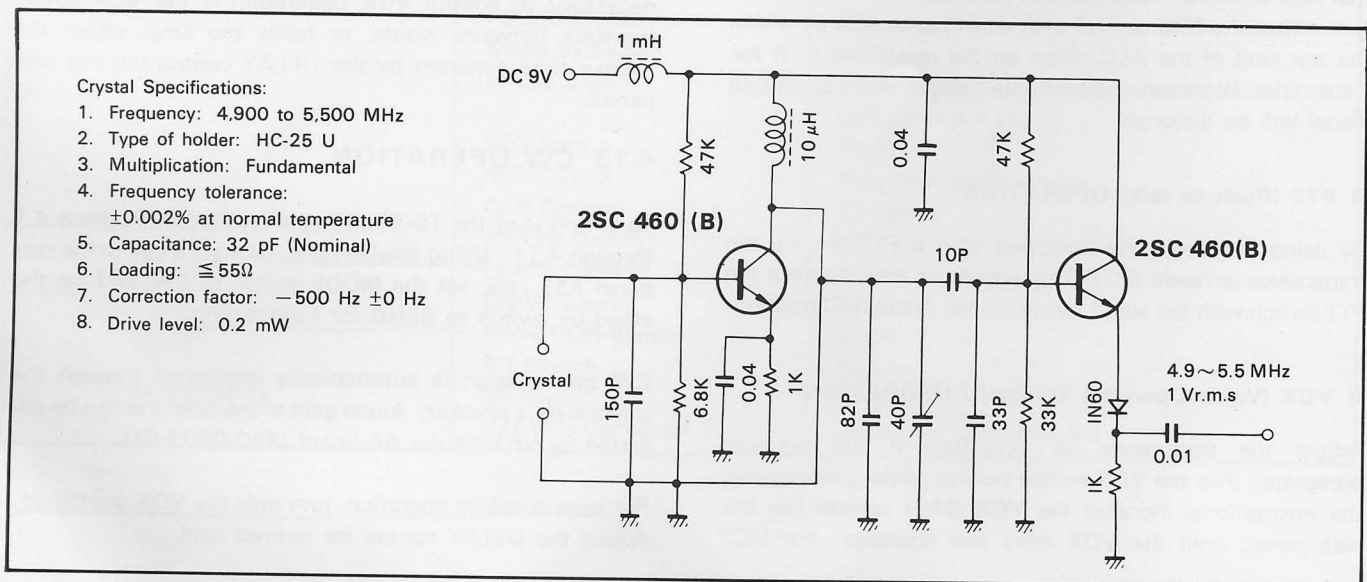 Crystal Specifications:
1. Frequency: 4,900 to 5,500 MHz
2. Type of holder: HC-25 U
3. Multiplication: Fundamental
4. Frequency tolerance:
±0.002% at normal temperature
5. Capacitance: 32 pF (Nominal)
6. Loading: ≦55Ω
7. Correction factor: −500 Hz ±0 Hz
8. Drive level: 0.2 mW
1 mH
DC 9V
47K
10 μH
0.04
47K
2SC 460 (B)
2SC 460(B)
10P
Crystal
150P
6.8K
0.04
1K
82P
40P
33P
33K
IN60
1K
0.01
4.9~5.5 MHz
1 Vr.m.s